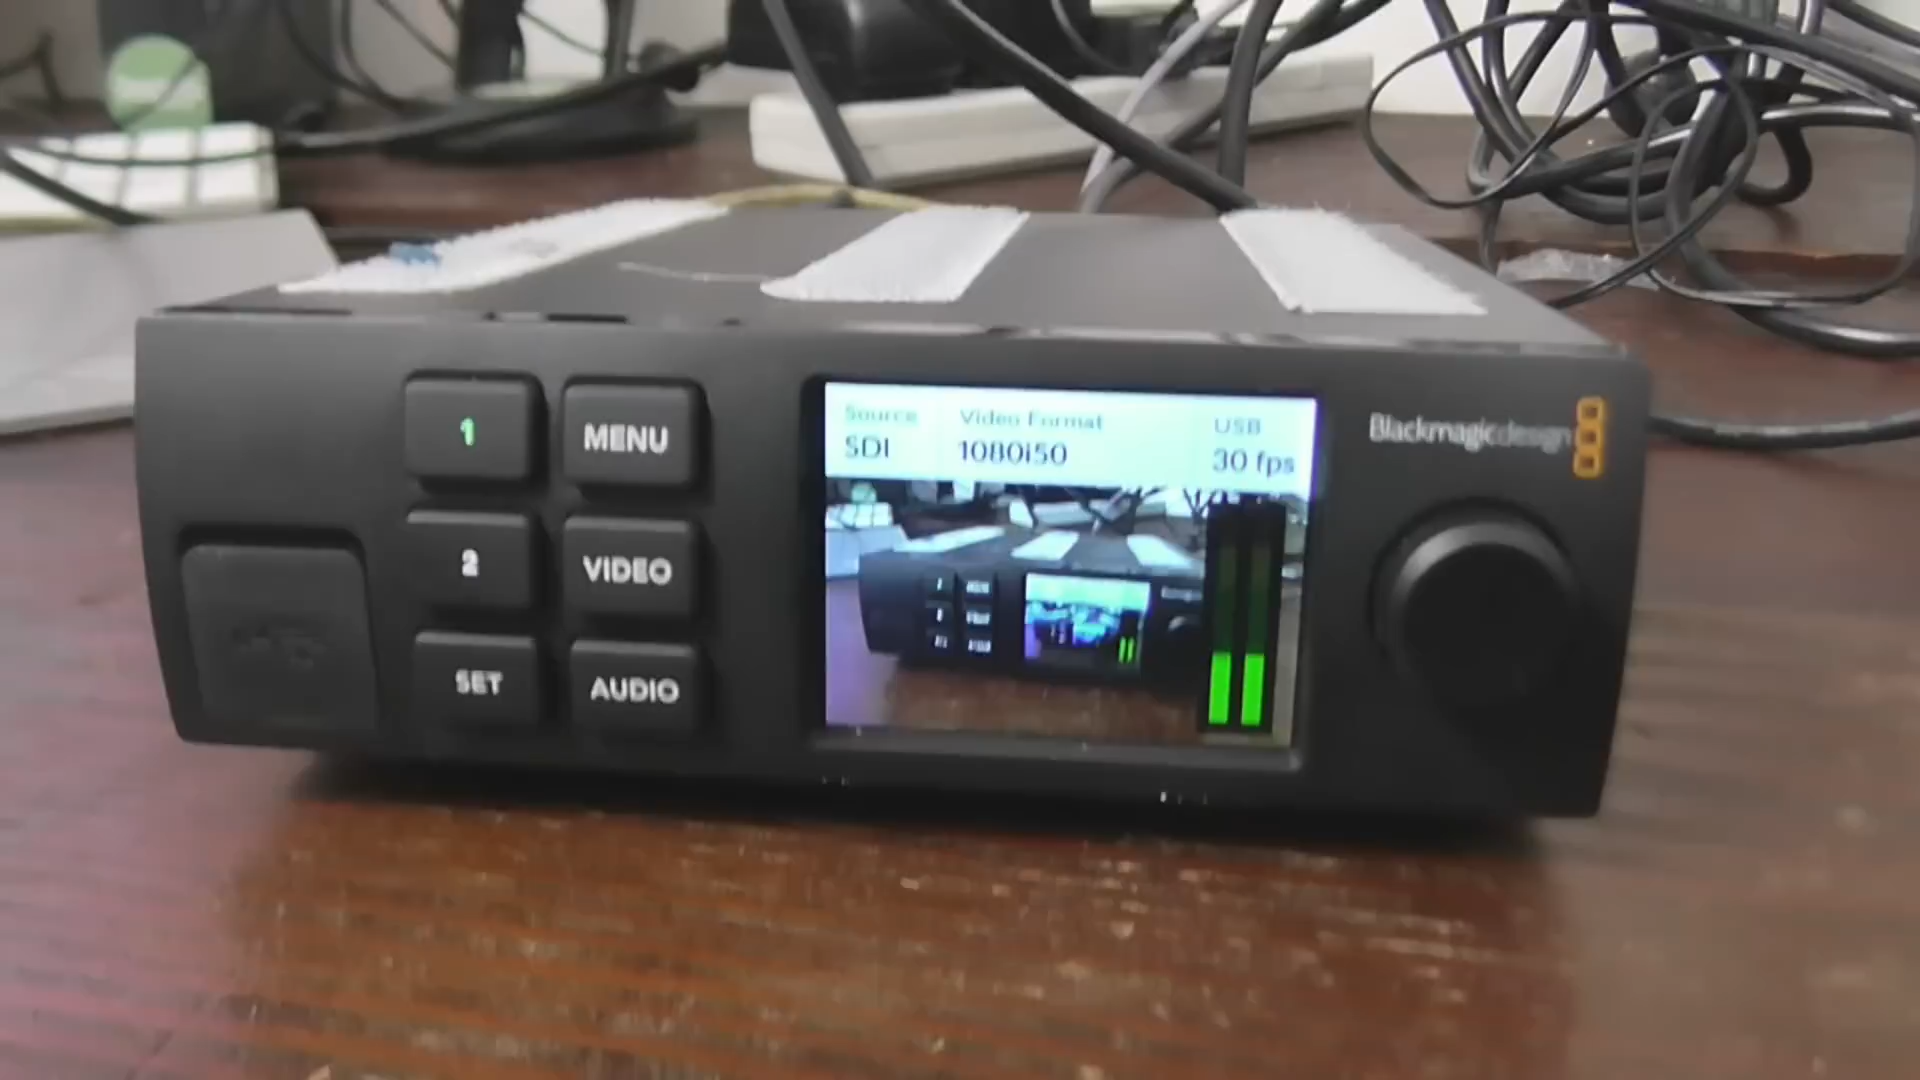 1
MENU
2
VIDEO
SET
AUDIO
Source
SDI
Video Format
1080i50
USB
30 fps
Blackmagicdesign